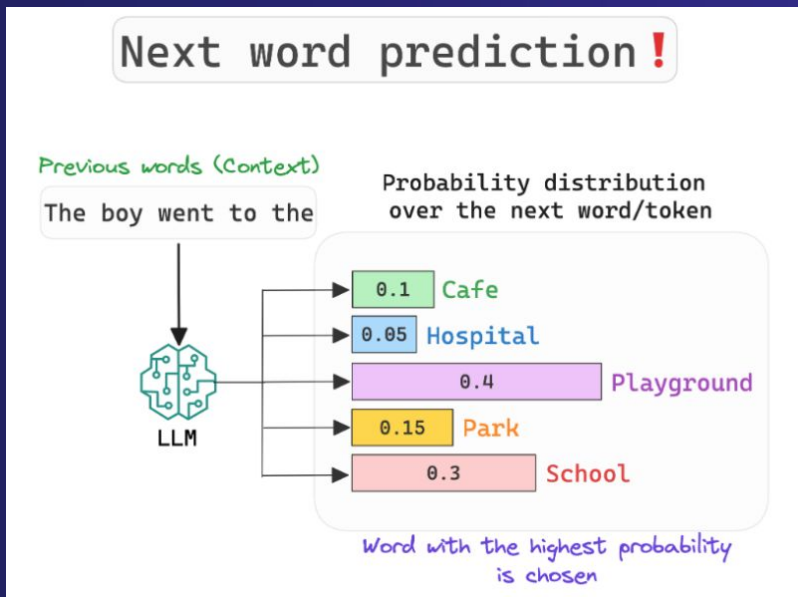 Next word prediction!
Previous words (Context)
The boy went to the
LLM
Probability distribution
over the next word/token
0.1 Cafe
0.05 Hospital
0.4 Playground
0.15 Park
0.3 School
Word with the highest probability
is chosen